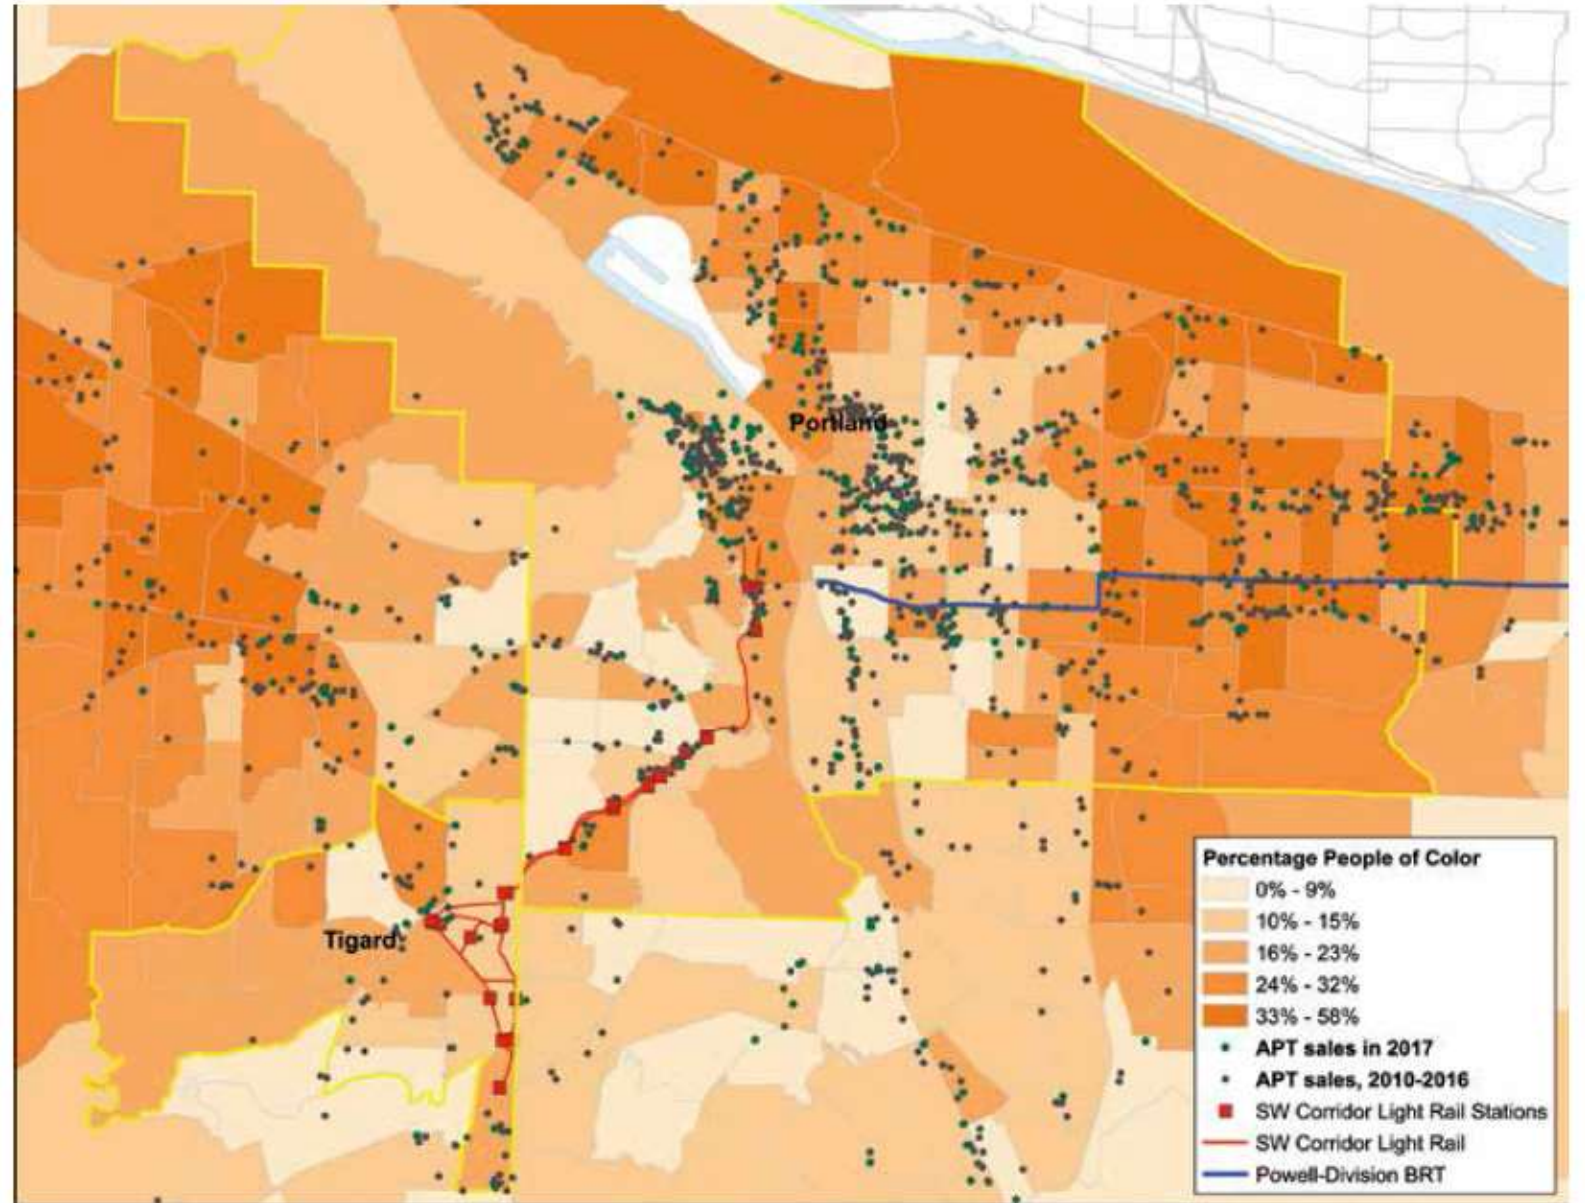 Portland
Tigard
Percentage People of Color
0% - 9%
10% - 15%
16% - 23%
24% - 32%
33% - 58%
APT sales in 2017
APT sales, 2010-2016
SW Corridor Light Rail Stations
SW Corridor Light Rail
Powell-Division BRT